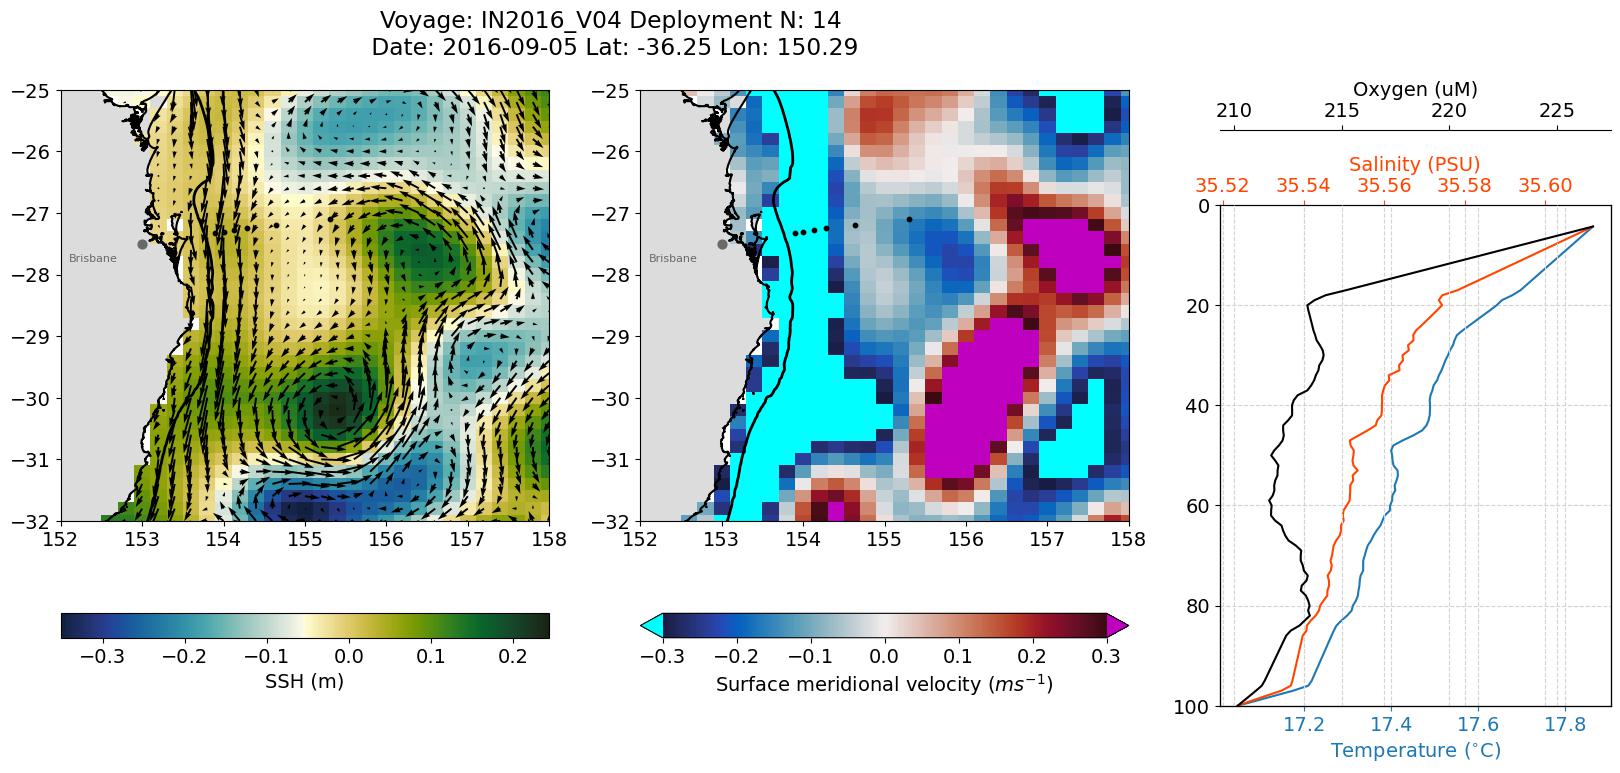 Voyage: IN2016_V04 Deployment N: 14
Date: 2016-09-05 Lat: -36.25 Lon: 150.29
−25
−26
−27
−28
−29
−30
−31
−32
152 153 154 155 156 157 158
Brisbane
−0.3 −0.2 −0.1 0.0 0.1 0.2
SSH (m)
−25
−26
−27
−28
−29
−30
−31
−32
152 153 154 155 156 157 158
Brisbane
−0.3 −0.2 −0.1 0.0 0.1 0.2 0.3
Surface meridional velocity (ms⁻¹)
Oxygen (uM)
210 215 220 225
Salinity (PSU)
35.52 35.54 35.56 35.58 35.60
0
20
40
60
80
100
17.2 17.4 17.6 17.8
Temperature (°C)